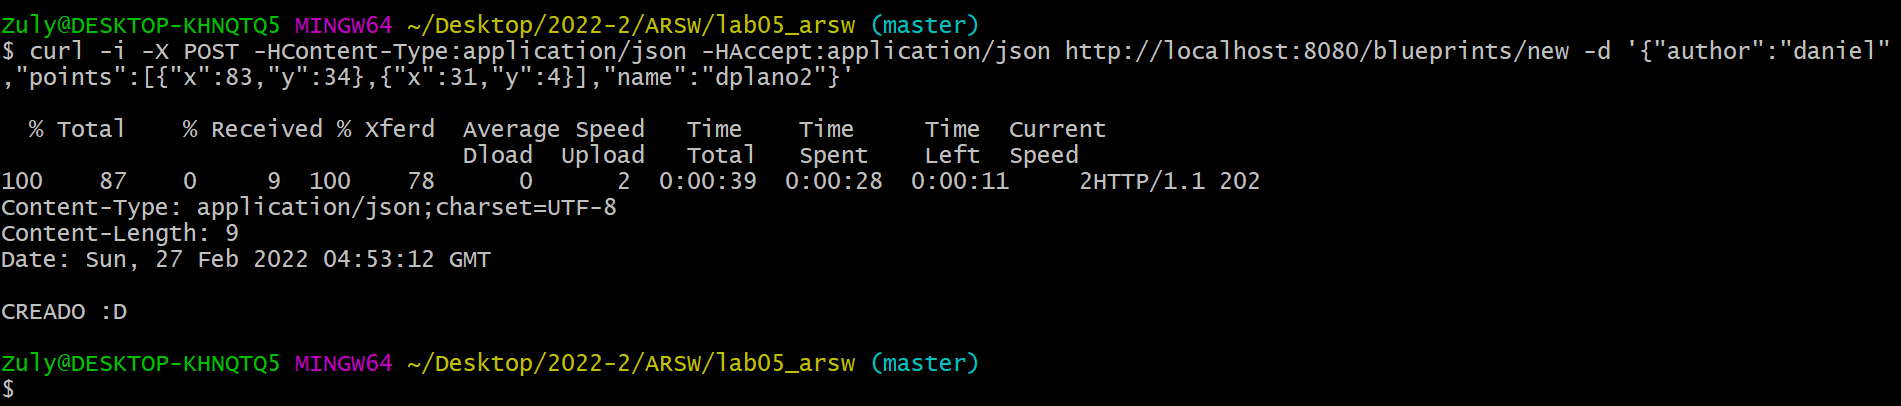 Zuly@DESKTOP-KHNQTQ5 MINGW64 ~/Desktop/2022-2/ARSW/lab05_arsw (master)
$ curl -i -X POST -HContent-Type:application/json -HAccept:application/json http://localhost:8080/blueprints/new -d '{"author":"daniel"
,"points":[{"x":83,"y":34},{"x":31,"y":4}],"name":"dplano2"}'
  % Total    % Received % Xferd  Average Speed   Time    Time     Time  Current
                                 Dload  Upload   Total   Spent    Left  Speed
100    87    0     9  100    78      0      2  0:00:39  0:00:28  0:00:11     2HTTP/1.1 202
Content-Type: application/json;charset=UTF-8
Content-Length: 9
Date: Sun, 27 Feb 2022 04:53:12 GMT
CREADO :D
Zuly@DESKTOP-KHNQTQ5 MINGW64 ~/Desktop/2022-2/ARSW/lab05_arsw (master)
$